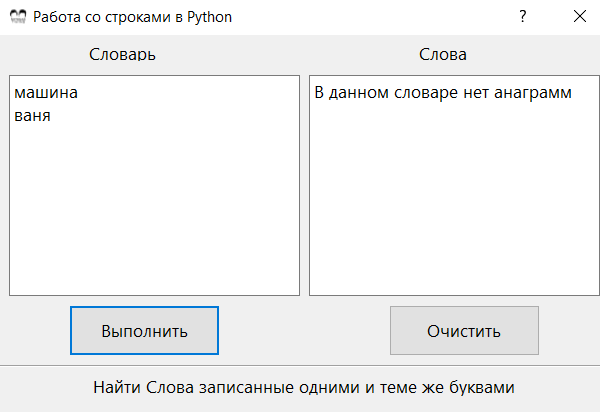 Работа со строками в Python
Словарь
Слова
машина
ваня
В данном словаре нет анаграмм
Выполнить
Очистить
Найти Слова записанные одними и теме же буквами